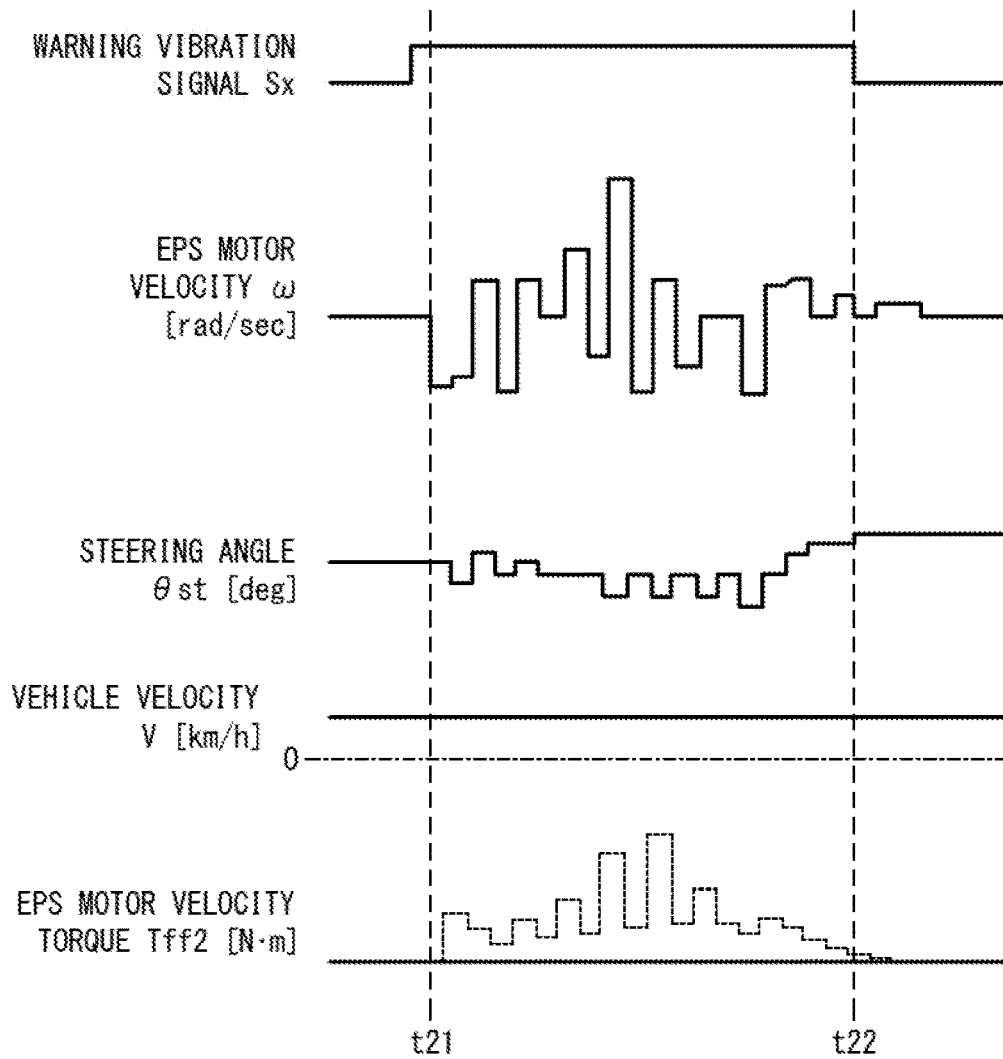 WARNING VIBRATION
SIGNAL Sx
EPS MOTOR
VELOCITY ω
[rad/sec]
STEERING ANGLE
θst [deg]
VEHICLE VELOCITY
V [km/h]
0
EPS MOTOR VELOCITY
TORQUE Tff2 [N·m]
t21
t22